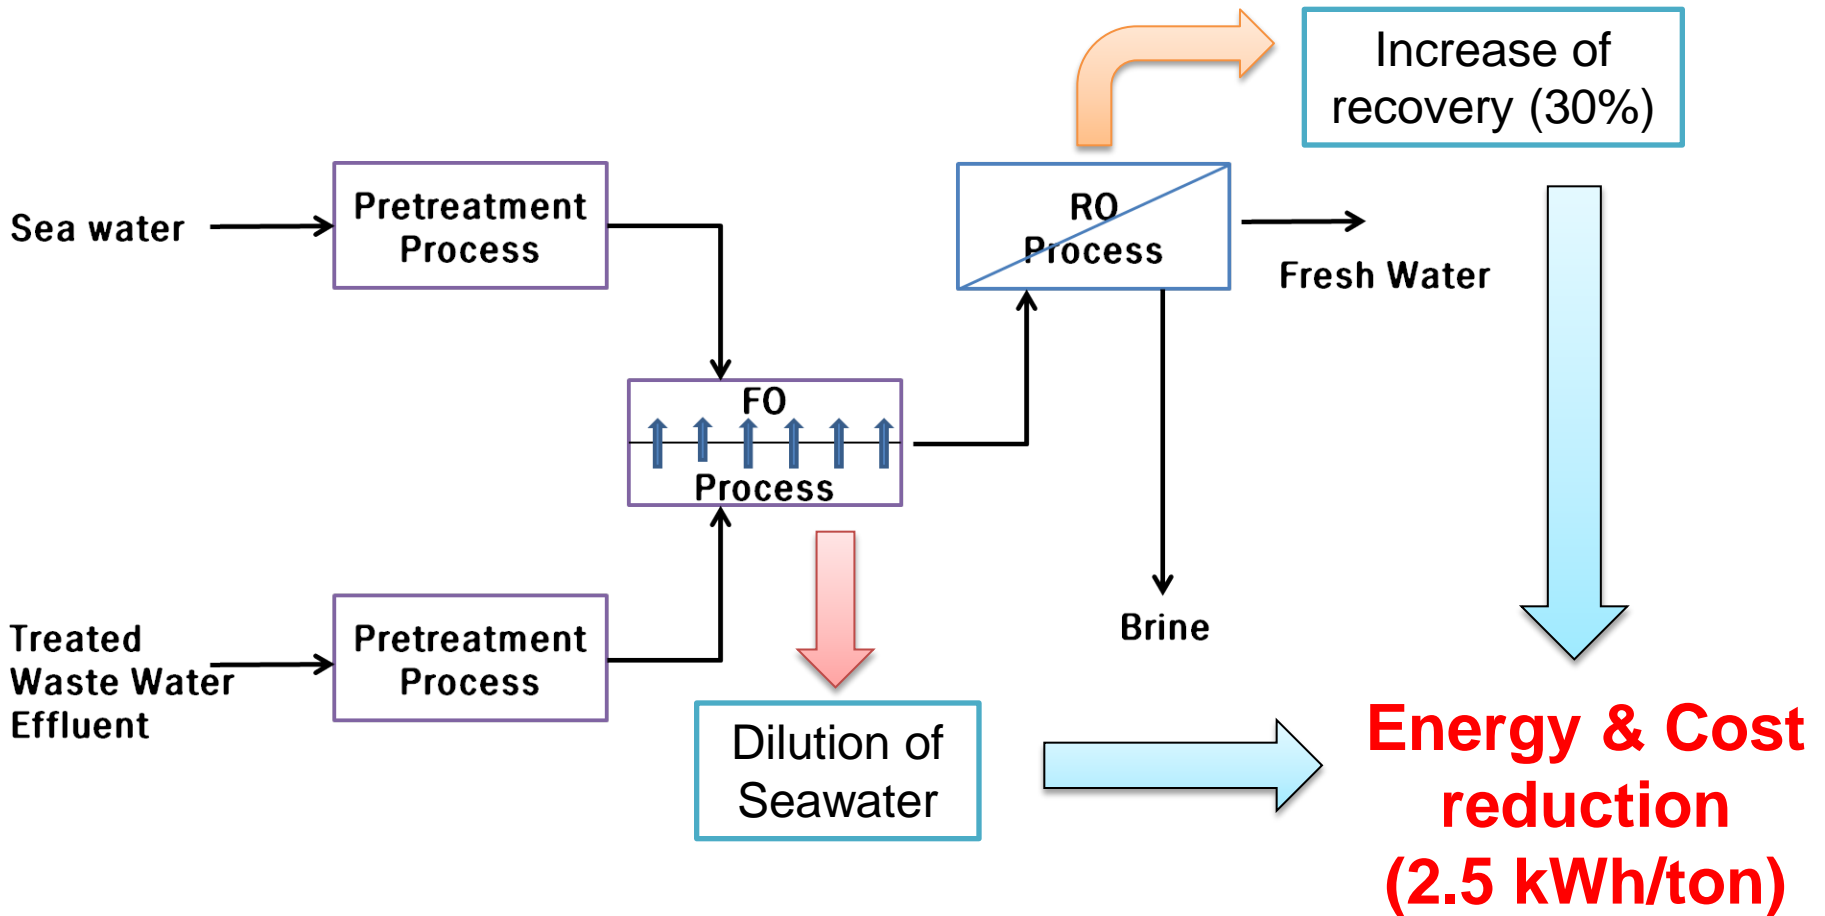 Increase of
recovery (30%)
Sea water
Pretreatment
Process
RO
Process
Fresh Water
FO
Process
Treated
Waste Water
Effluent
Pretreatment
Process
Brine
Dilution of
Seawater
Energy & Cost
reduction
(2.5 kWh/ton)